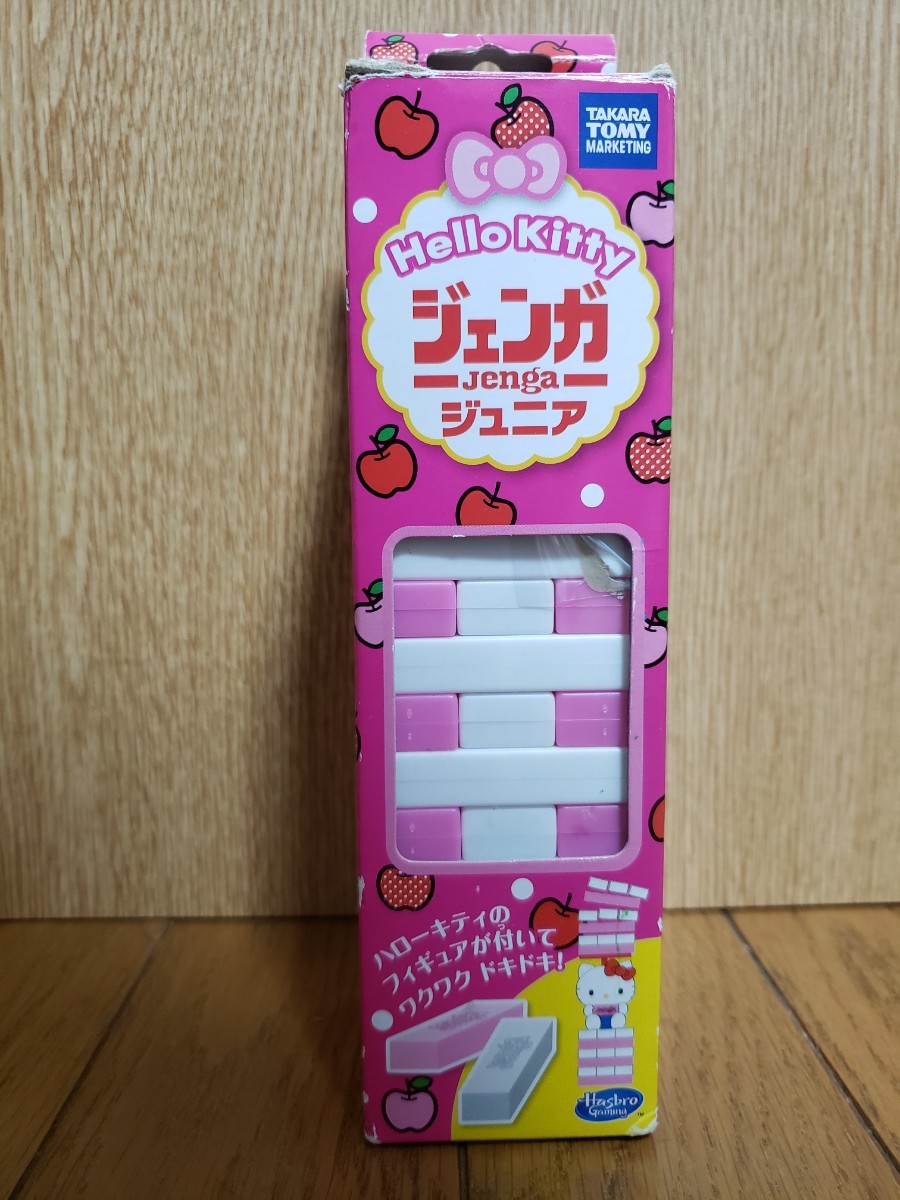 TAKARA
TOMY
MARKETING
Hello Kitty
ジェンガ
Jenga
ジュニア
ハローキティの
フィギュアが付いて
ワクワク ドキドキ!
Hasbro
Gaming
TM